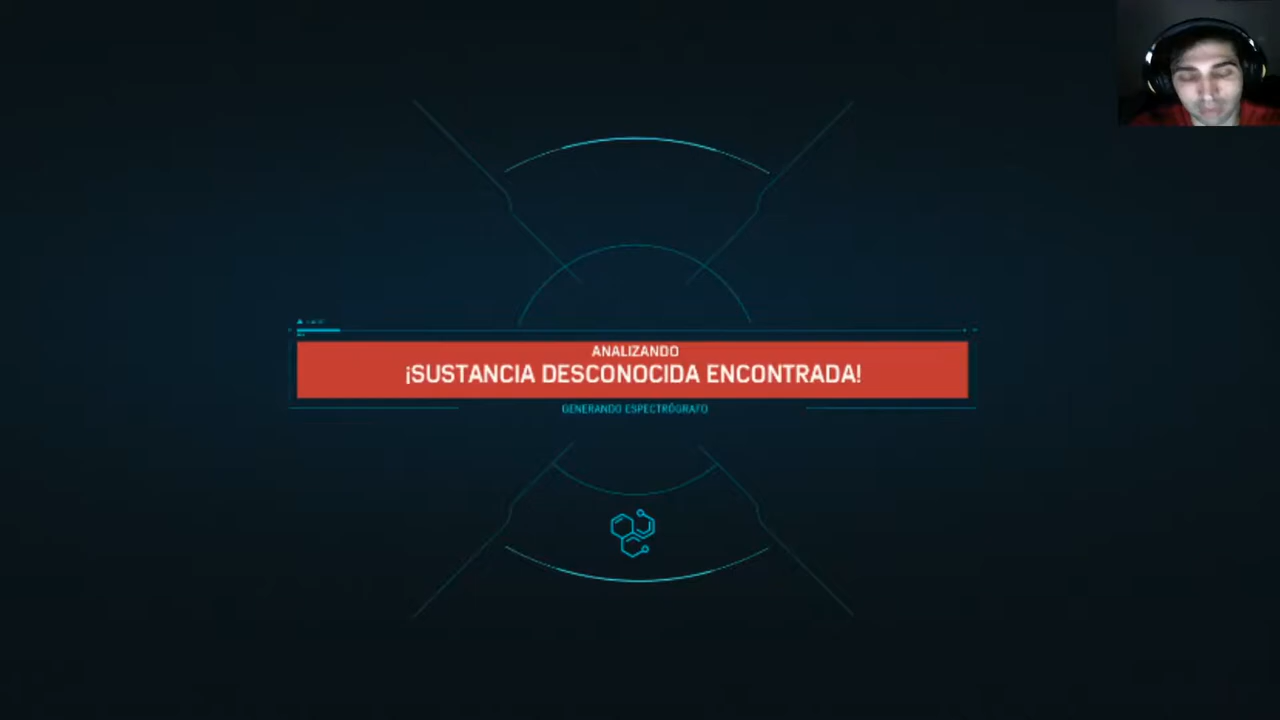 ANALIZANDO
¡SUSTANCIA DESCONOCIDA ENCONTRADA!
GENERANDO ESPECTRÓGRAFO